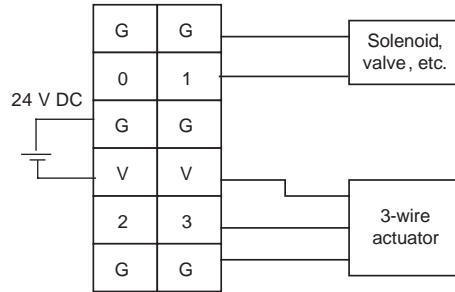 G G
Solenoid,
valve, etc.
0 1
24 V DC
G G
V V
2 3
3-wire
actuator
G G